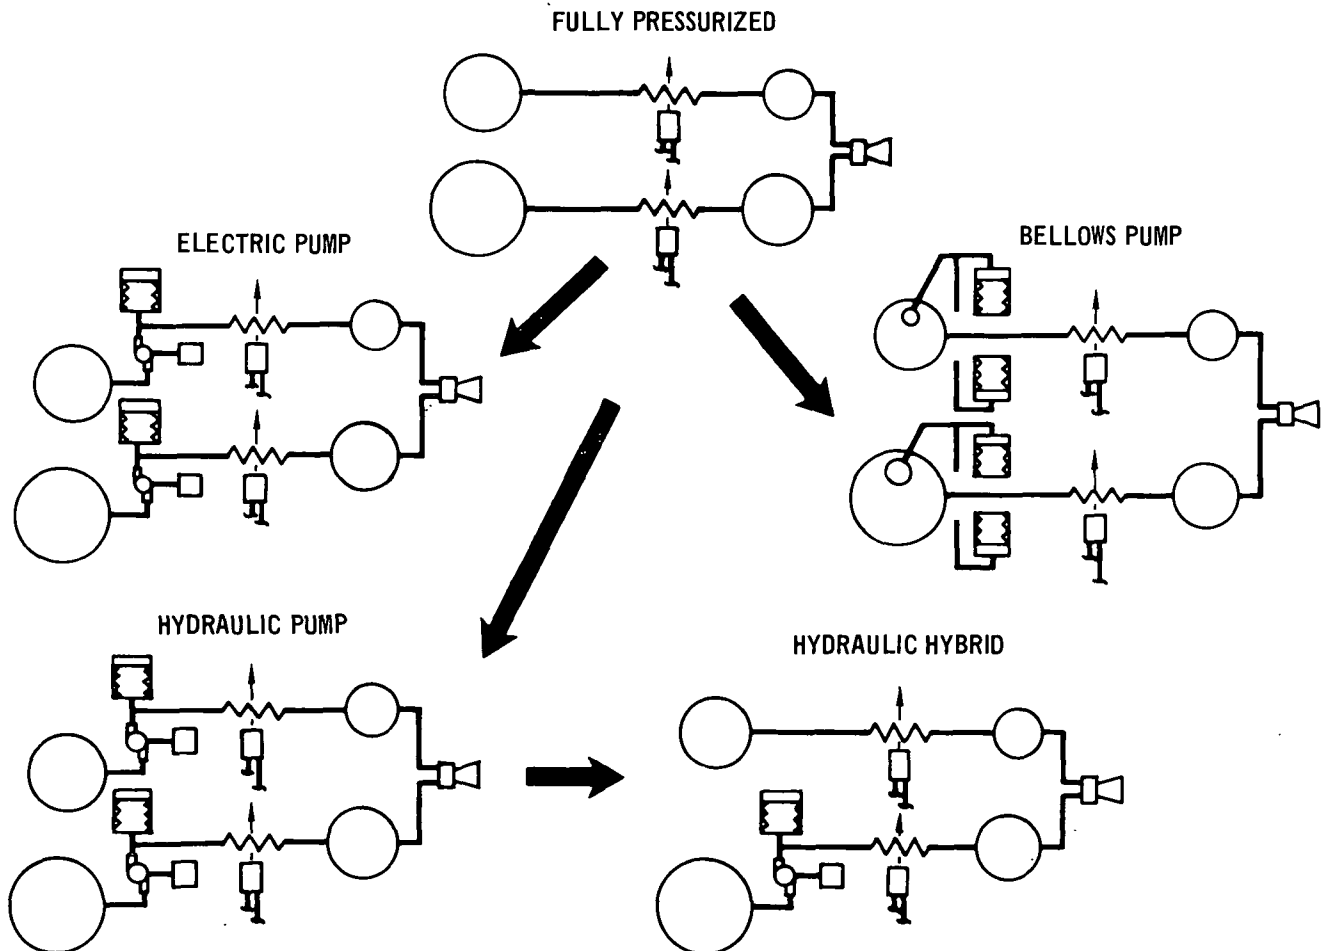 FULLY PRESSURIZED
ELECTRIC PUMP
BELLOWS PUMP
HYDRAULIC PUMP
HYDRAULIC HYBRID